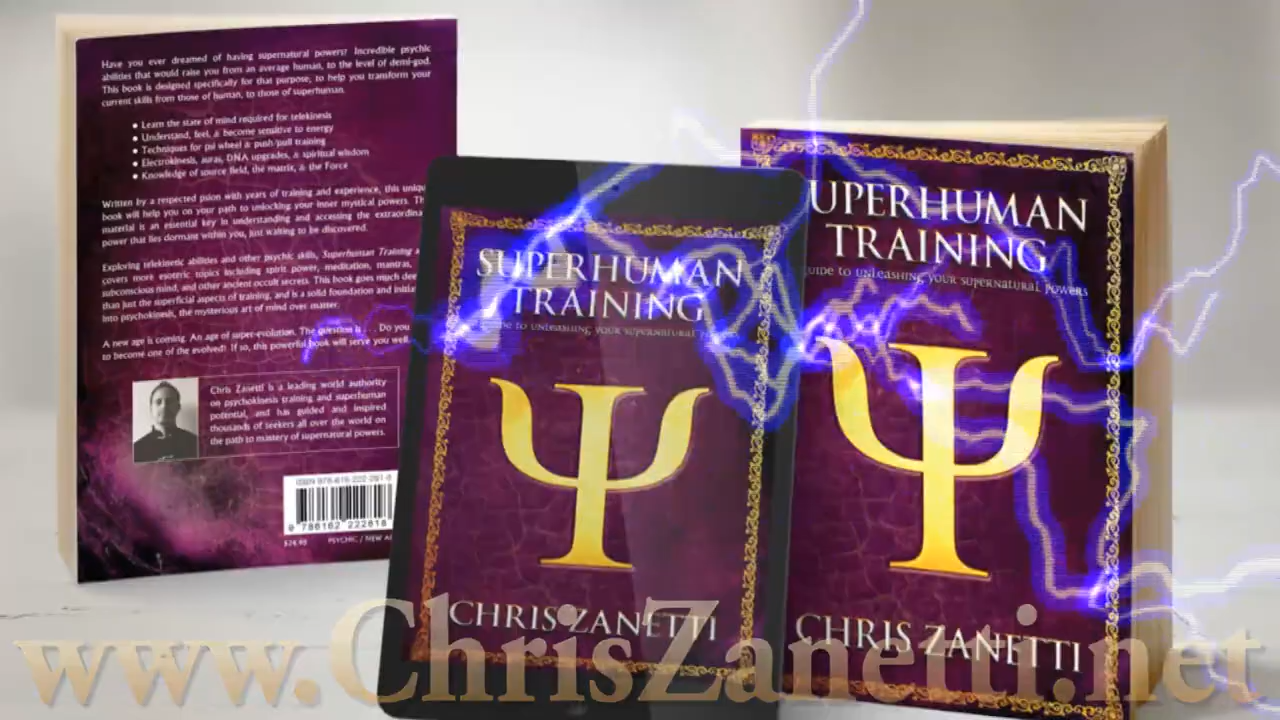 Have you ever dreamed of having supernatural powers? Incredible psychic
abilities that would raise you from an average human, to the level of demi-god.
This book is designed specifically for that purpose; to help you transform your
current skills from those of human, to those of superhuman.
• Learn the state of mind required for telekinesis
• Understand, feel, & become sensitive to energy
• Techniques for psi wheel & push/pull training
• Electrokinesis, auras, DNA upgrades, & spiritual wisdom
• Knowledge of source field, the matrix, & the Force
Written by a respected psion with years of training and experience, this uniqu
book will help you on your path to unlocking your inner mystical powers. Th
material is an essential key in understanding and accessing the extraordina
power that lies dormant within you, just waiting to be discovered.
Exploring telekinetic abilities and other psychic skills, Superhuman Training
covers more esoteric topics including spirit power, meditation, mantras,
subconscious mind, and other ancient occult secrets. This book goes much dee
than just the superficial aspects of training, and is a solid foundation and initia
into psychokinesis, the mysterious art of mind over matter.
A new age is coming. An age of super-evolution. The question is . . . Do you
to become one of the evolved? If so, this powerful book will serve you well.
Chris Zanetti is a leading world authority
on psychokinesis training and superhuman
potential, and has guided and inspired
thousands of seekers all over the world on
the path to mastery of supernatural powers.
PSYCHIC / NEW A
SUPERHUMAN
TRAINING
UIDE TO UNLEASHING YOUR SUPERNATURAL
Ψ
CHRIS ZANETTI
UPERHUMAN
TRAINING
UIDE TO UNLEASHING YOUR SUPERNATURAL POWERS
Ψ
CHRIS ZANETTI
www.ChrisZanetti.net